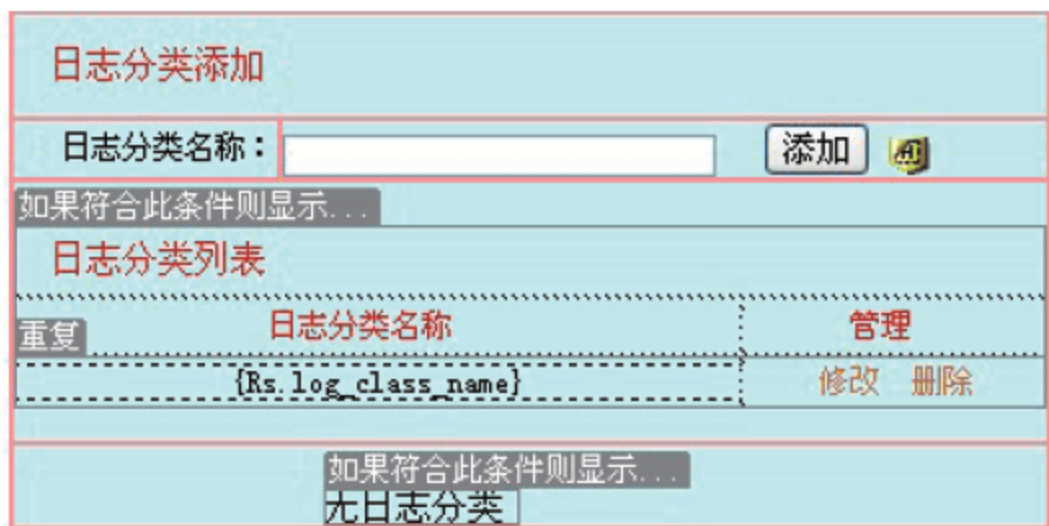 日志分类添加
日志分类名称： 添加
如果符合此条件则显示...
日志分类列表
重复 日志分类名称 管理
{Rs.log_class_name} 修改 删除
如果符合此条件则显示...
无日志分类